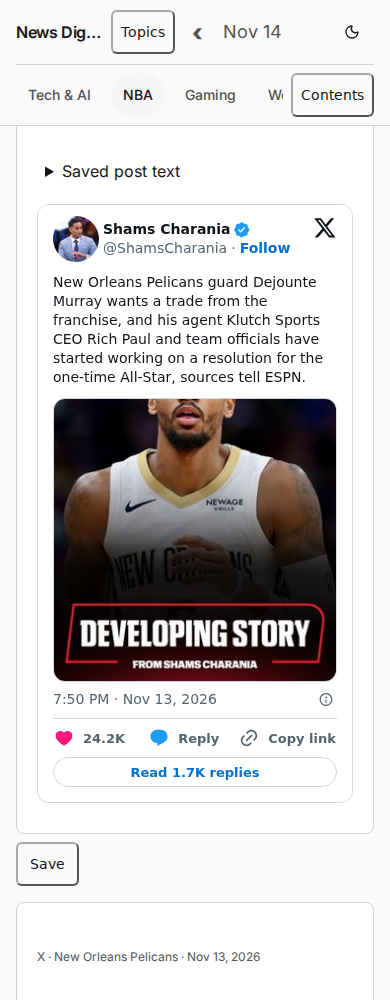 News Dig...
Topics
‹
Nov 14
Tech & AI
NBA
Gaming
Contents
▶ Saved post text
Shams Charania
@ShamsCharania · Follow
X
New Orleans Pelicans guard Dejounte
Murray wants a trade from the
franchise, and his agent Klutch Sports
CEO Rich Paul and team officials have
started working on a resolution for the
one-time All-Star, sources tell ESPN.
NEWAGE
GRILLS
NEW ORLEANS
DEVELOPING STORY
FROM SHAMS CHARANIA
7:50 PM · Nov 13, 2026
24.2K
Reply
Copy link
Read 1.7K replies
Save
X · New Orleans Pelicans · Nov 13, 2026